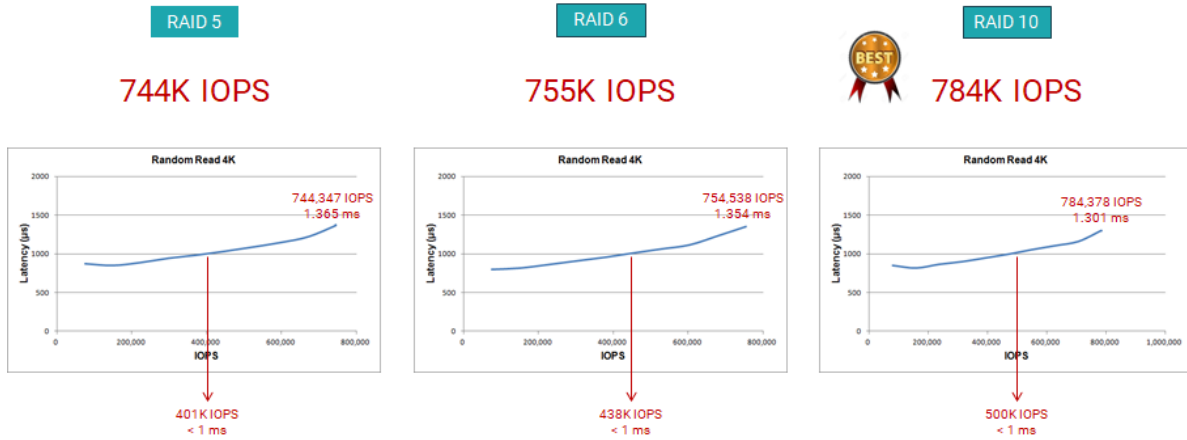 RAID 5
744K IOPS
Random Read 4K
Latency (µs)
2000
1500
1000
500
0
744,347 IOPS
1.365 ms
0
200,000
400,000
600,000
800,000
IOPS
401K IOPS
< 1 ms
RAID 6
755K IOPS
Random Read 4K
Latency (µs)
2000
1500
1000
500
0
754,538 IOPS
1.354 ms
0
200,000
400,000
600,000
800,000
IOPS
438K IOPS
< 1 ms
RAID 10
BEST
784K IOPS
Random Read 4K
Latency (µs)
2000
1500
1000
500
0
784,378 IOPS
1.301 ms
0
200,000
400,000
600,000
800,000
1,000,000
IOPS
500K IOPS
< 1 ms